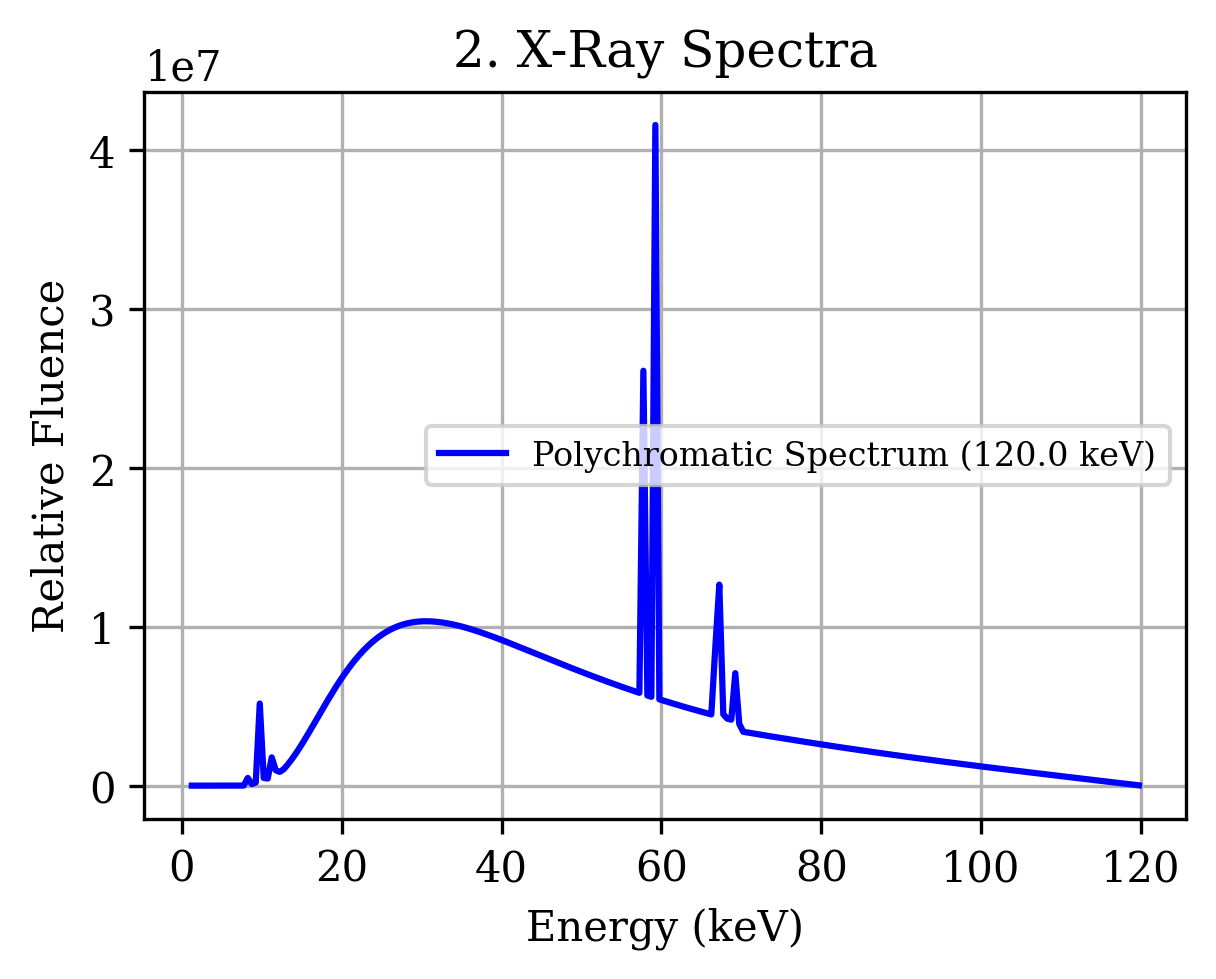 2. X-Ray Spectra
1e7
4
3
2
1
0
Relative Fluence
Polychromatic Spectrum (120.0 keV)
0 20 40 60 80 100 120
Energy (keV)